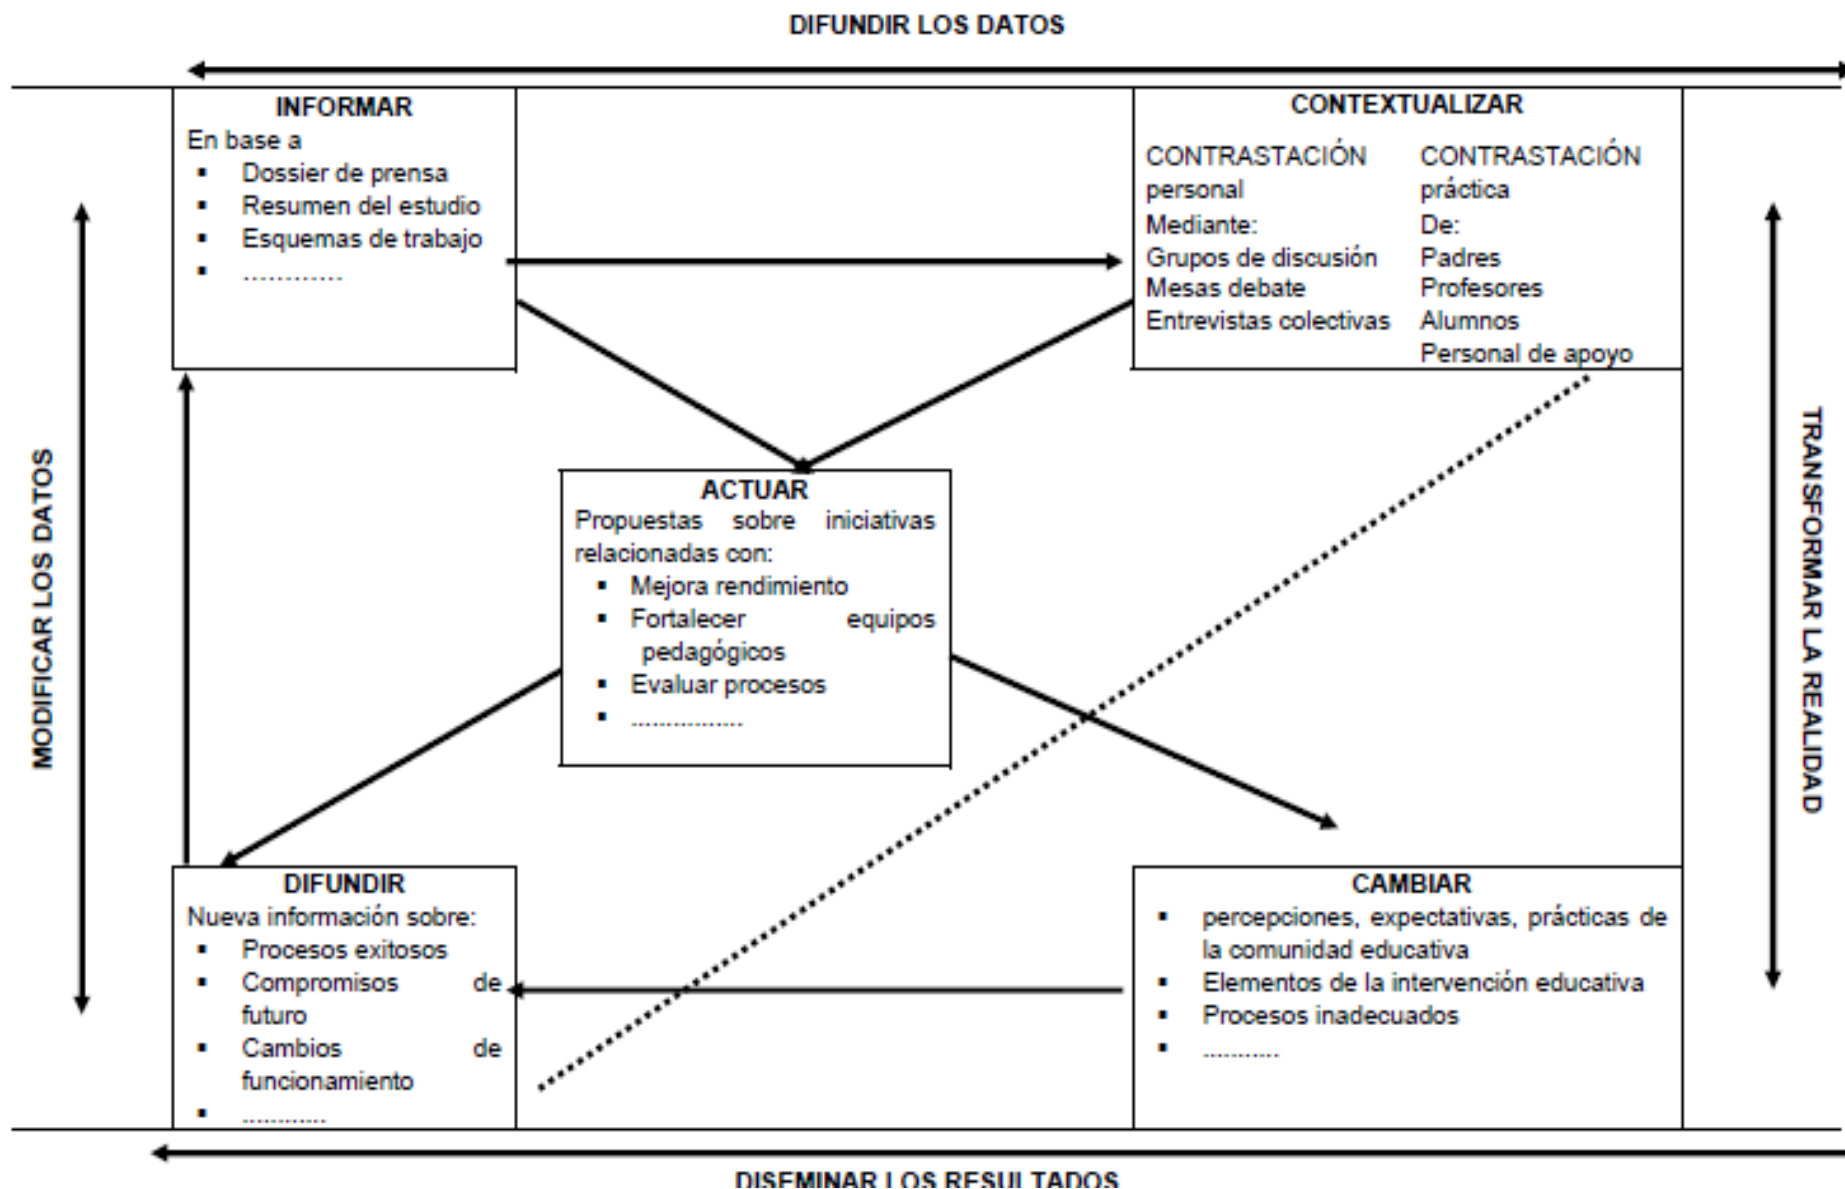 DIFUNDIR LOS DATOS
INFORMAR
En base a
▪ Dossier de prensa
▪ Resumen del estudio
▪ Esquemas de trabajo
▪ .............
CONTEXTUALIZAR
CONTRASTACIÓN
personal
Mediante:
Grupos de discusión
Mesas debate
Entrevistas colectivas
CONTRASTACIÓN
práctica
De:
Padres
Profesores
Alumnos
Personal de apoyo
MODIFICAR LOS DATOS
TRANSFORMAR LA REALIDAD
ACTUAR
Propuestas sobre iniciativas
relacionadas con:
▪ Mejora rendimiento
▪ Fortalecer equipos
pedagógicos
▪ Evaluar procesos
▪ .................
DIFUNDIR
Nueva información sobre:
▪ Procesos exitosos
▪ Compromisos de
futuro
▪ Cambios de
funcionamiento
▪ .............
CAMBIAR
▪ percepciones, expectativas, prácticas de
la comunidad educativa
▪ Elementos de la intervención educativa
▪ Procesos inadecuados
▪ ............
DISEMINAR LOS RESULTADOS